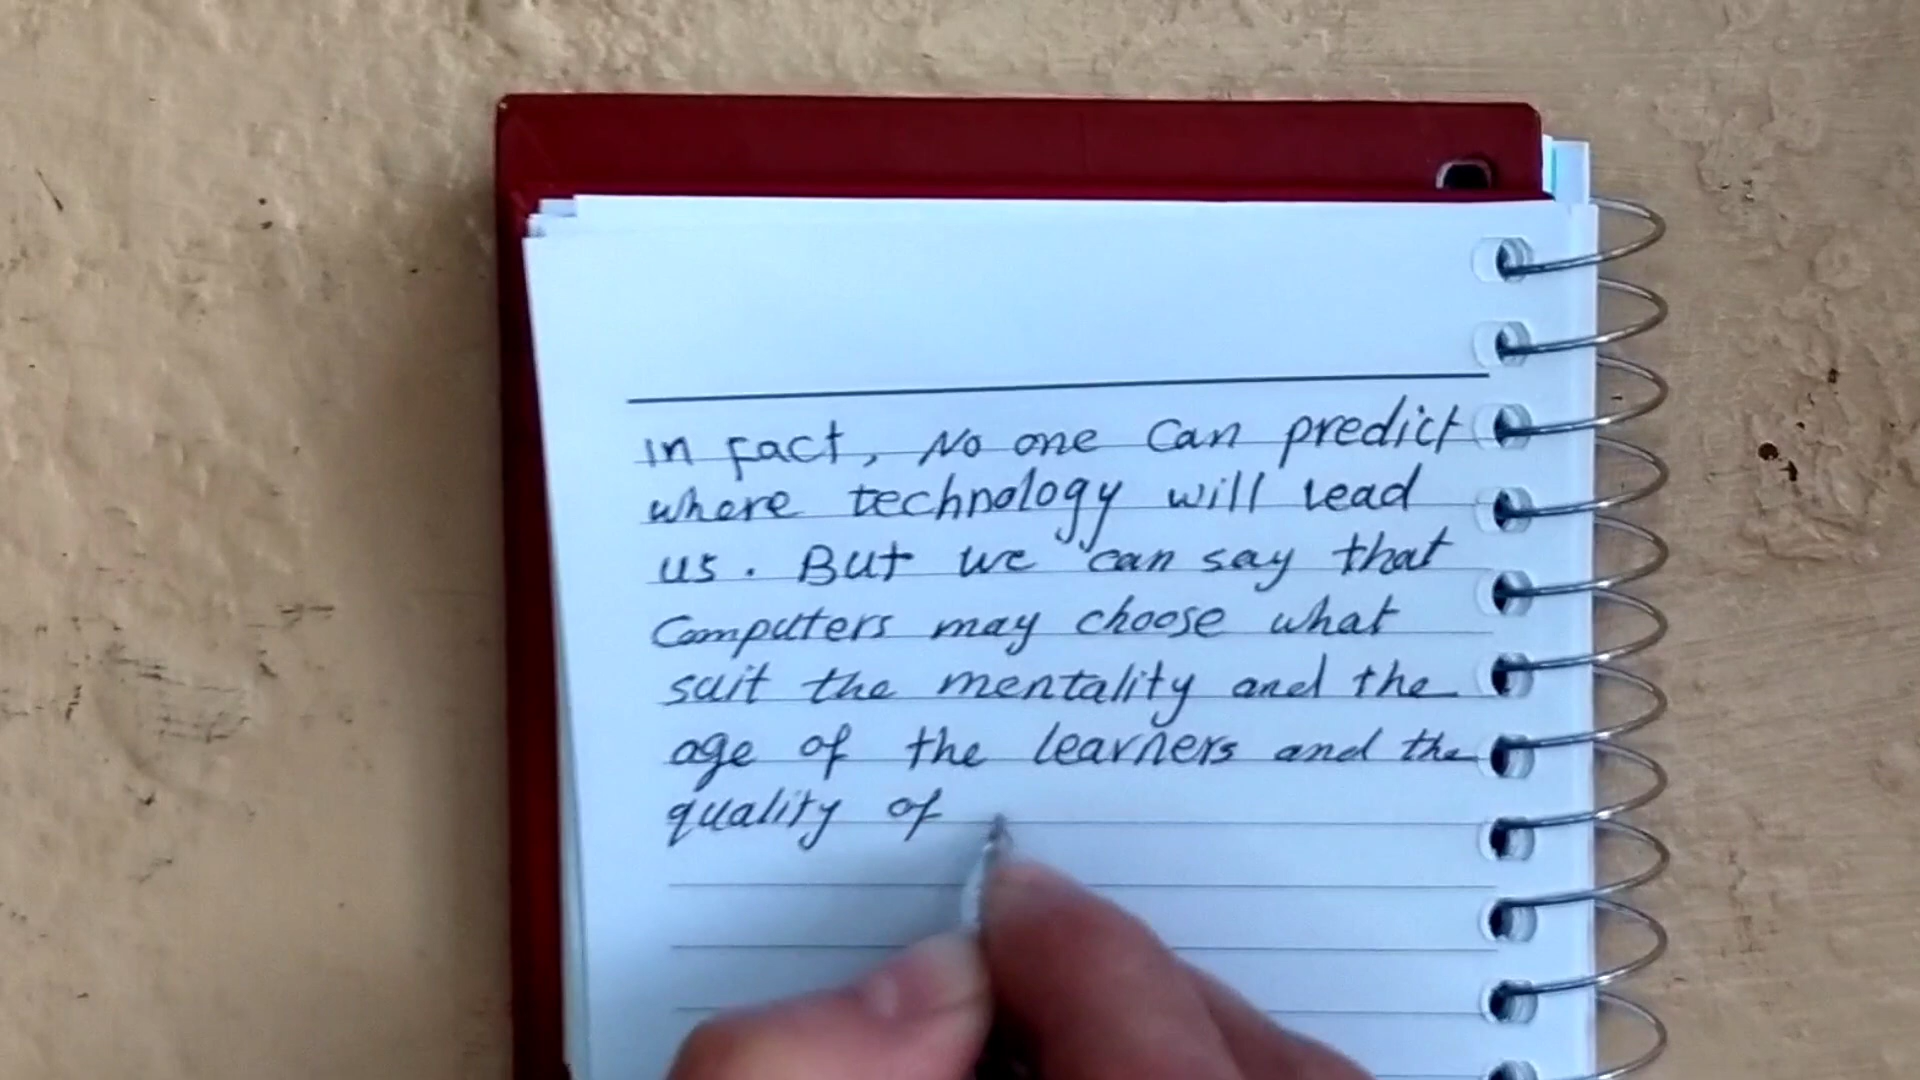 In fact, No one can predict
where technology will lead
us. But we can say that
Computers may choose what
suit the mentality and the
age of the learners and the
quality of